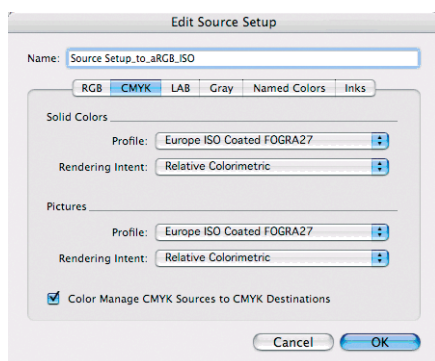 Edit Source Setup
Name: Source Setup_to_aRGB_ISO
RGB CMYK LAB Gray Named Colors Inks
Solid Colors
Profile: Europe ISO Coated FOGRA27
Rendering Intent: Relative Colorimetric
Pictures
Profile: Europe ISO Coated FOGRA27
Rendering Intent: Relative Colorimetric
Color Manage CMYK Sources to CMYK Destinations
Cancel OK